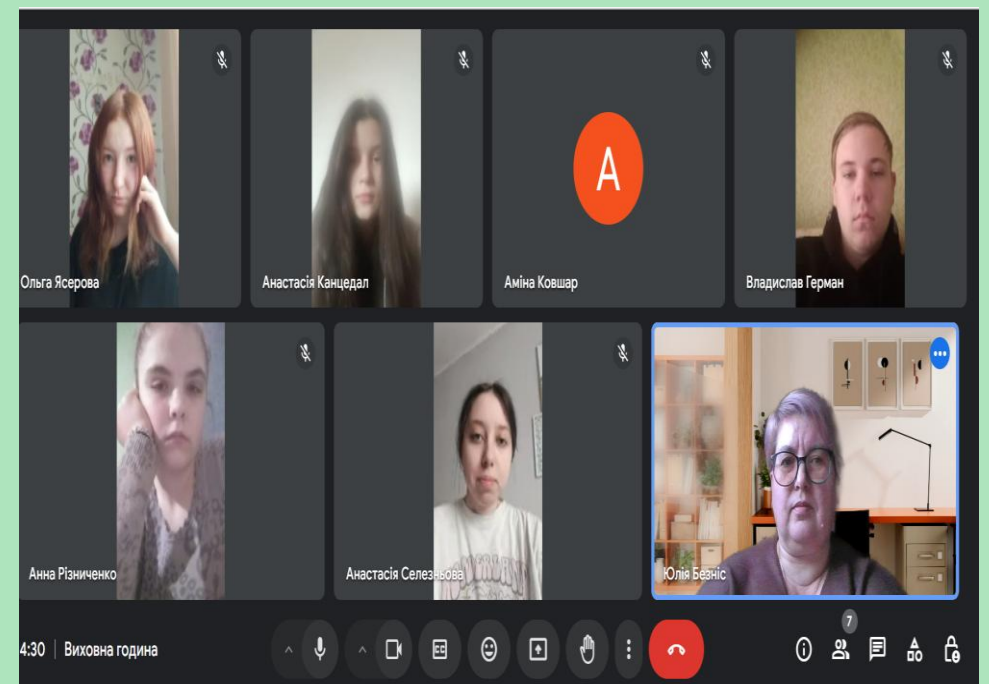 Ольга Ясерова
Анастасія Канцедал
А
Аміна Ковшар
Владислав Герман
Анна Різниченко
Анастасія Селезньова
Юлія Безніс
7
4:30 | Виховна година